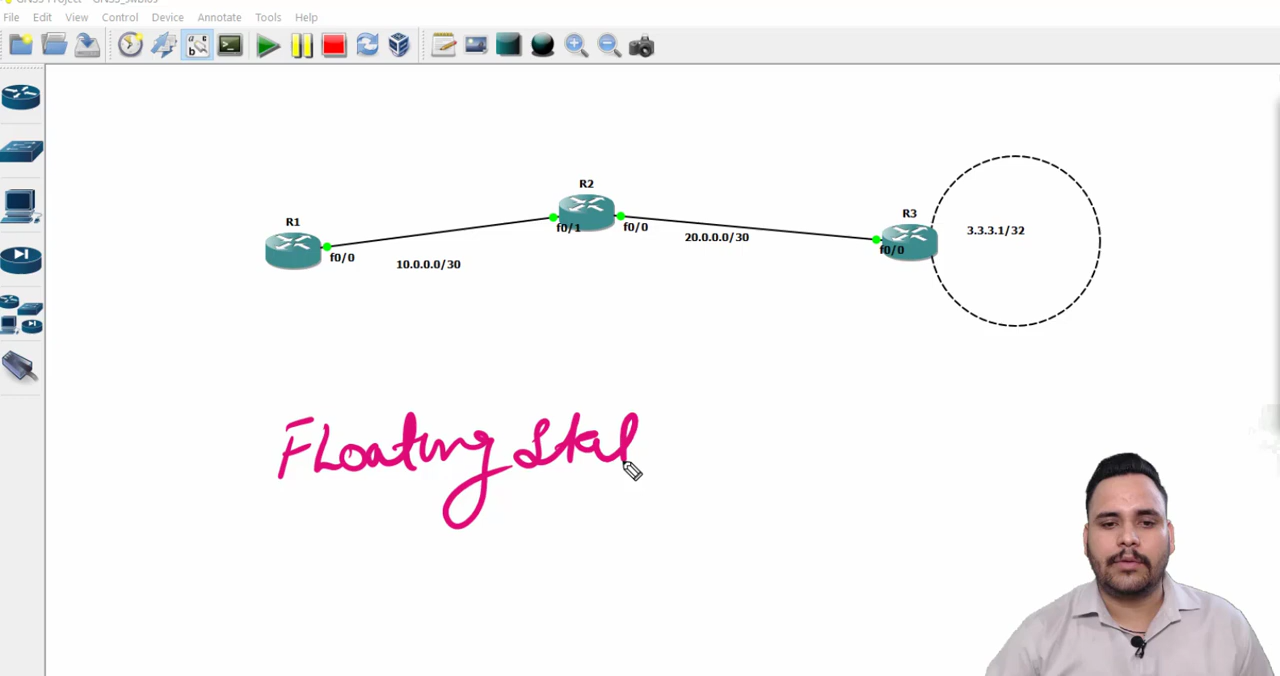 File Edit View Control Device Annotate Tools Help
R2
R1
R3
f0/1
f0/0
3.3.3.1/32
20.0.0.0/30
f0/0
f0/0
10.0.0.0/30
Floating Stat